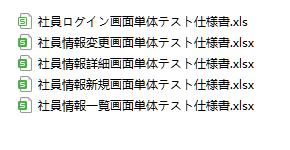 社員ログイン画面単体テスト仕様書.xls
社員情報変更画面単体テスト仕様書.xlsx
社員情報詳細画面単体テスト仕様書.xlsx
社員情報新規画面単体テスト仕様書.xlsx
社員情報一覧画面単体テスト仕様書.xlsx